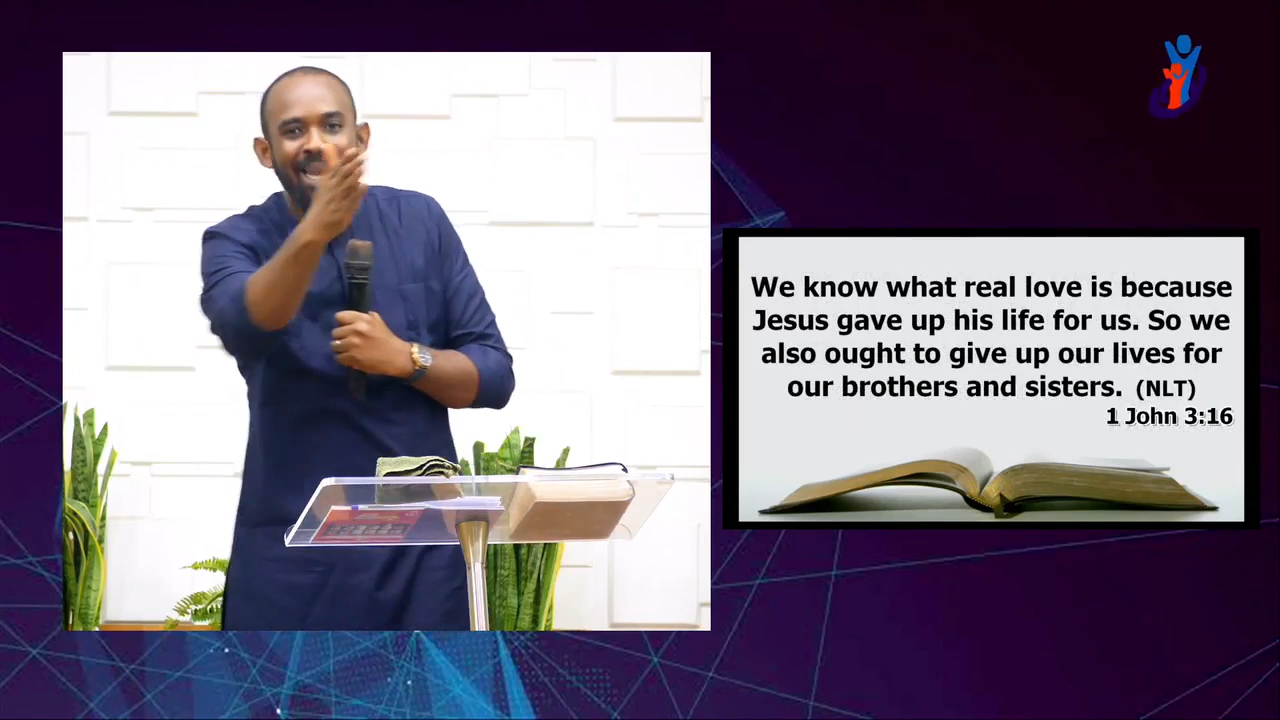 We know what real love is because
Jesus gave up his life for us. So we
also ought to give up our lives for
our brothers and sisters. (NLT)
1 John 3:16